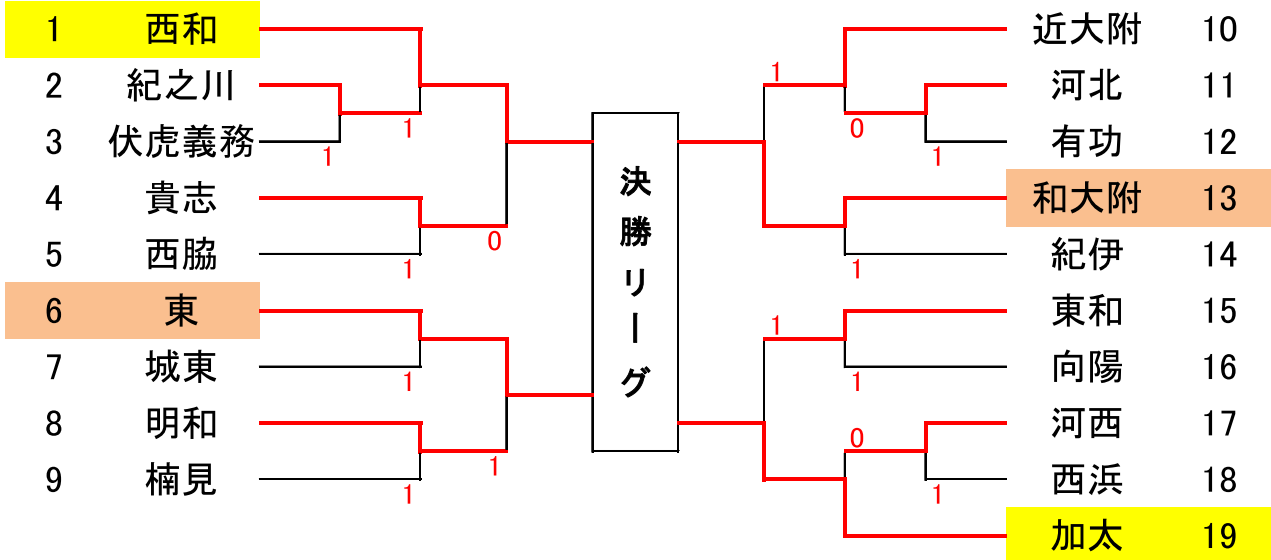 1 西和
2 紀之川
3 伏虎義務
4 貴志
5 西脇
6 東
7 城東
8 明和
9 楠見
1
1
0
1
1
1
1
決勝リーグ
1
0
1
1
1
1
0
1
近大附 10
河北 11
有功 12
和大附 13
紀伊 14
東和 15
向陽 16
河西 17
西浜 18
加太 19